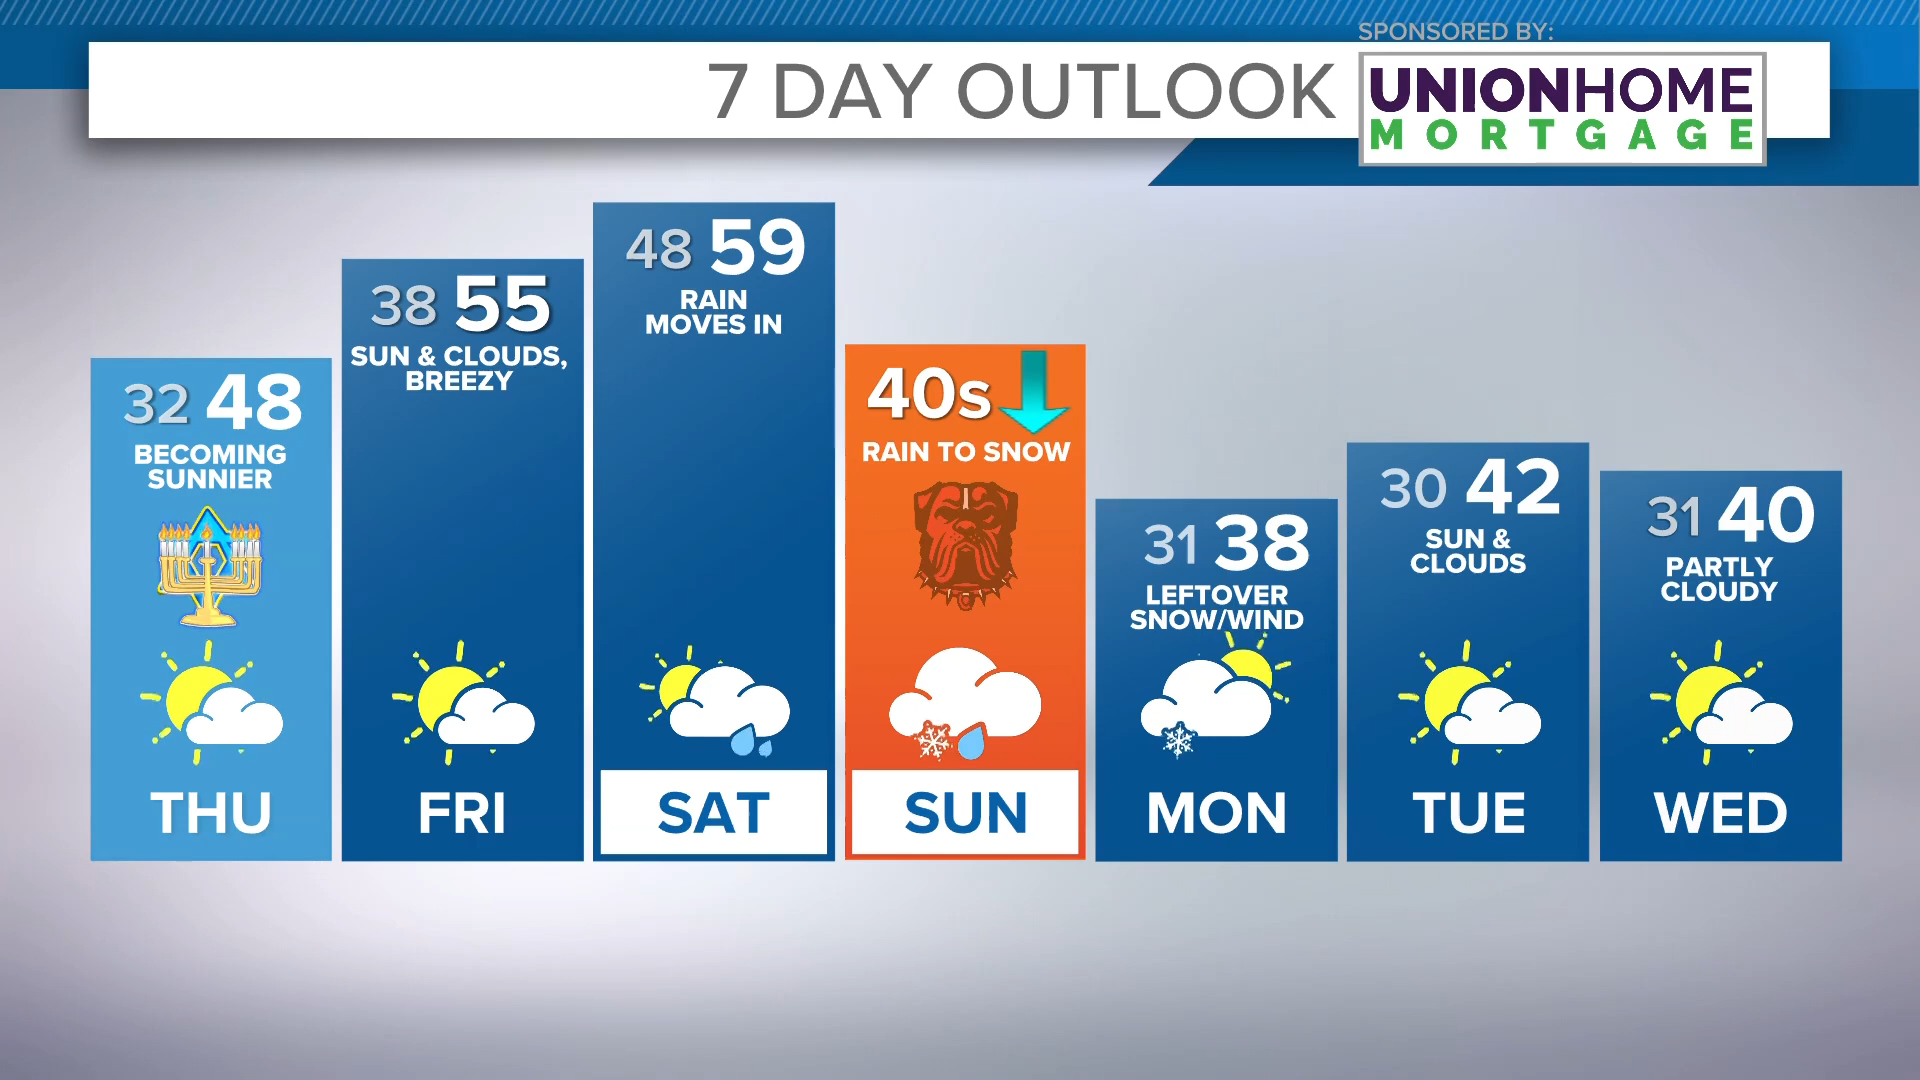 SPONSORED BY:
7 DAY OUTLOOK
UNIONHOME
MORTGAGE
32 48
BECOMING
SUNNIER
THU
38 55
SUN & CLOUDS,
BREEZY
FRI
48 59
RAIN
MOVES IN
SAT
40s
RAIN TO SNOW
SUN
31 38
LEFTOVER
SNOW/WIND
MON
30 42
SUN &
CLOUDS
TUE
31 40
PARTLY
CLOUDY
WED